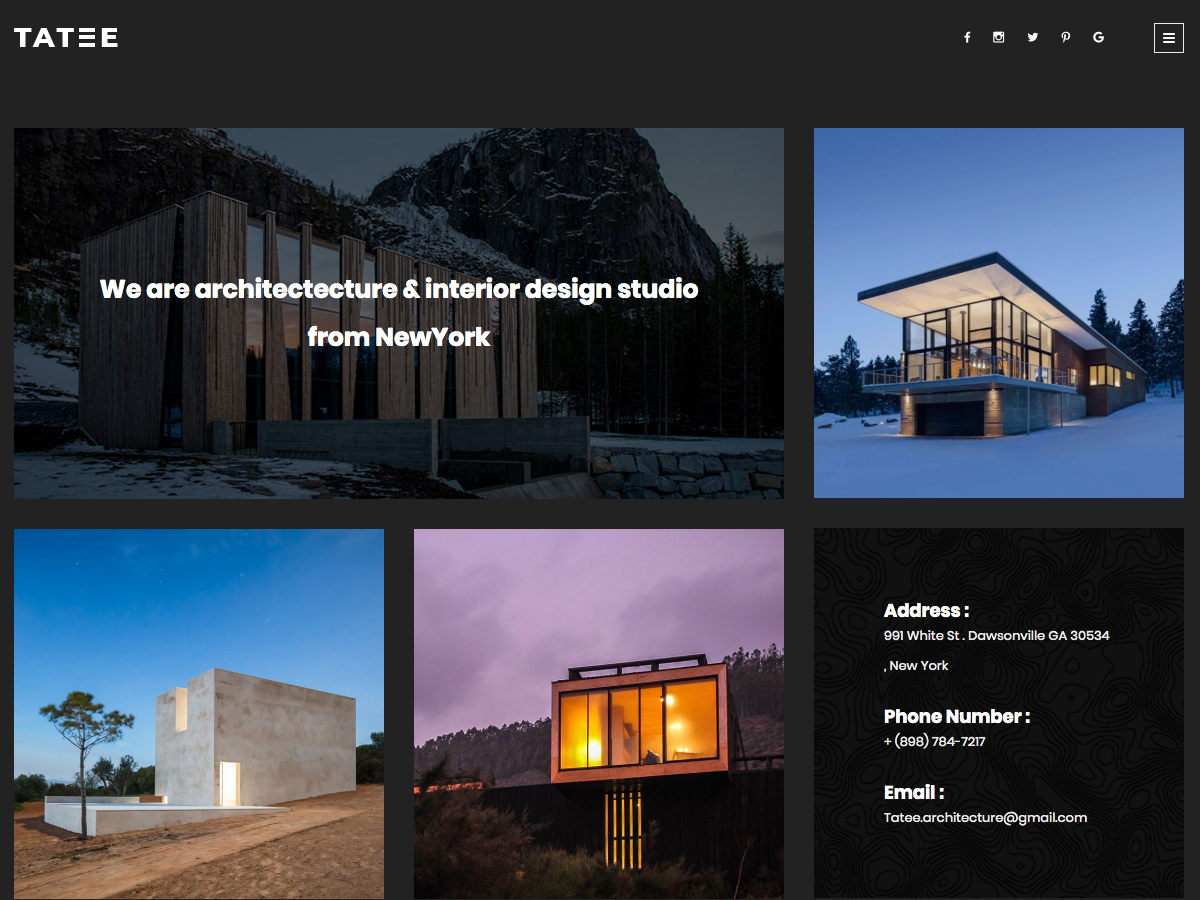 TATEE
We are architectecture & interior design studio
from NewYork
Address :
991 White St . Dawsonville GA 30534
, New York
Phone Number :
+ (898) 784-7217
Email :
Tatee.architecture@gmail.com